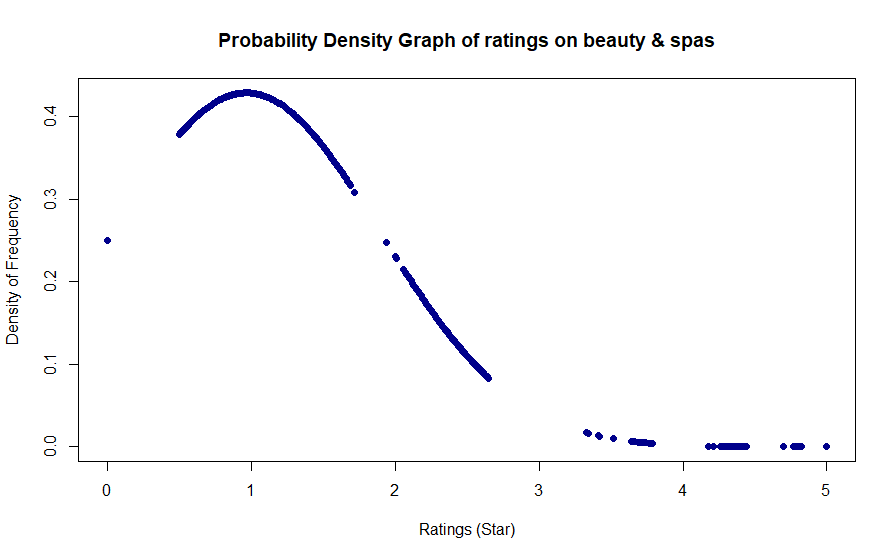 Probability Density Graph of ratings on beauty & spas
Density of Frequency
0.4
0.3
0.2
0.1
0.0
0 1 2 3 4 5
Ratings (Star)